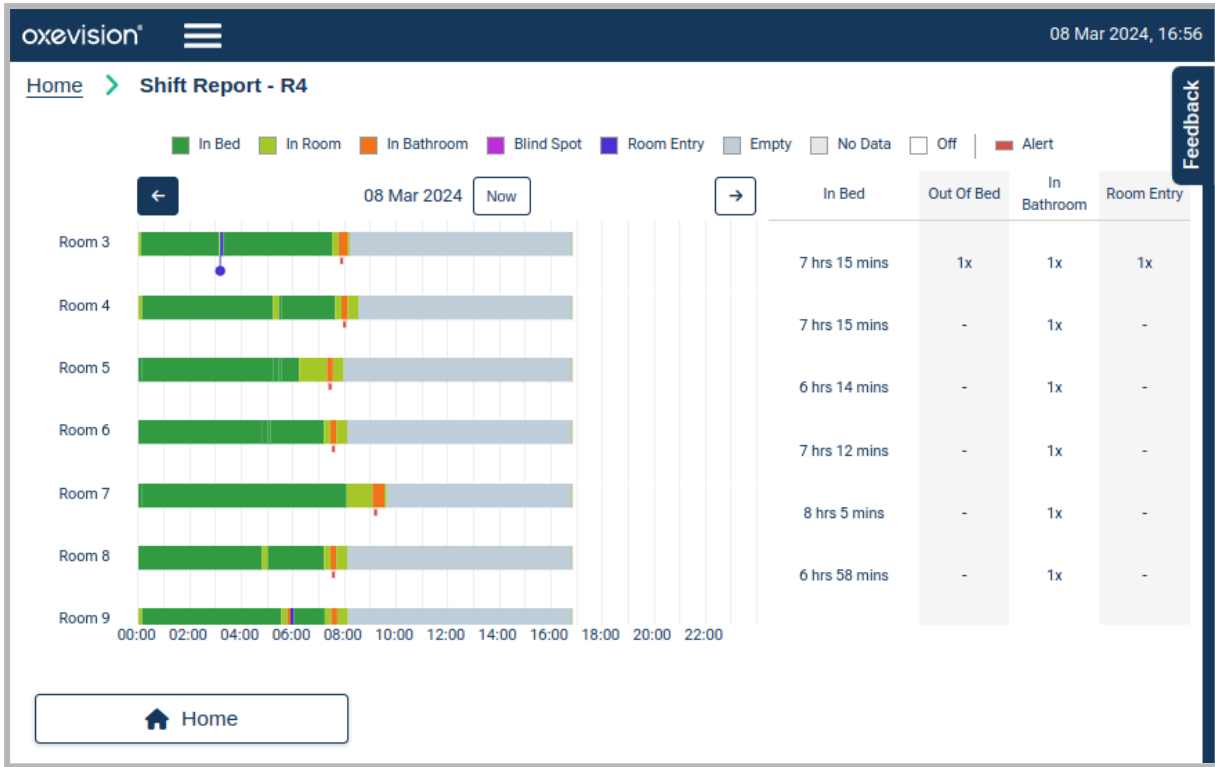 oxevision®
08 Mar 2024, 16:56
Home > Shift Report - R4
Feedback
In Bed In Room In Bathroom Blind Spot Room Entry Empty No Data Off Alert
← 08 Mar 2024 Now →
In Bed Out Of Bed In Bathroom Room Entry
Room 3 7 hrs 15 mins 1x 1x 1x
Room 4 7 hrs 15 mins - 1x -
Room 5 6 hrs 14 mins - 1x -
Room 6 7 hrs 12 mins - 1x -
Room 7 8 hrs 5 mins - 1x -
Room 8 6 hrs 58 mins - 1x -
Room 9
00:00 02:00 04:00 06:00 08:00 10:00 12:00 14:00 16:00 18:00 20:00 22:00
Home